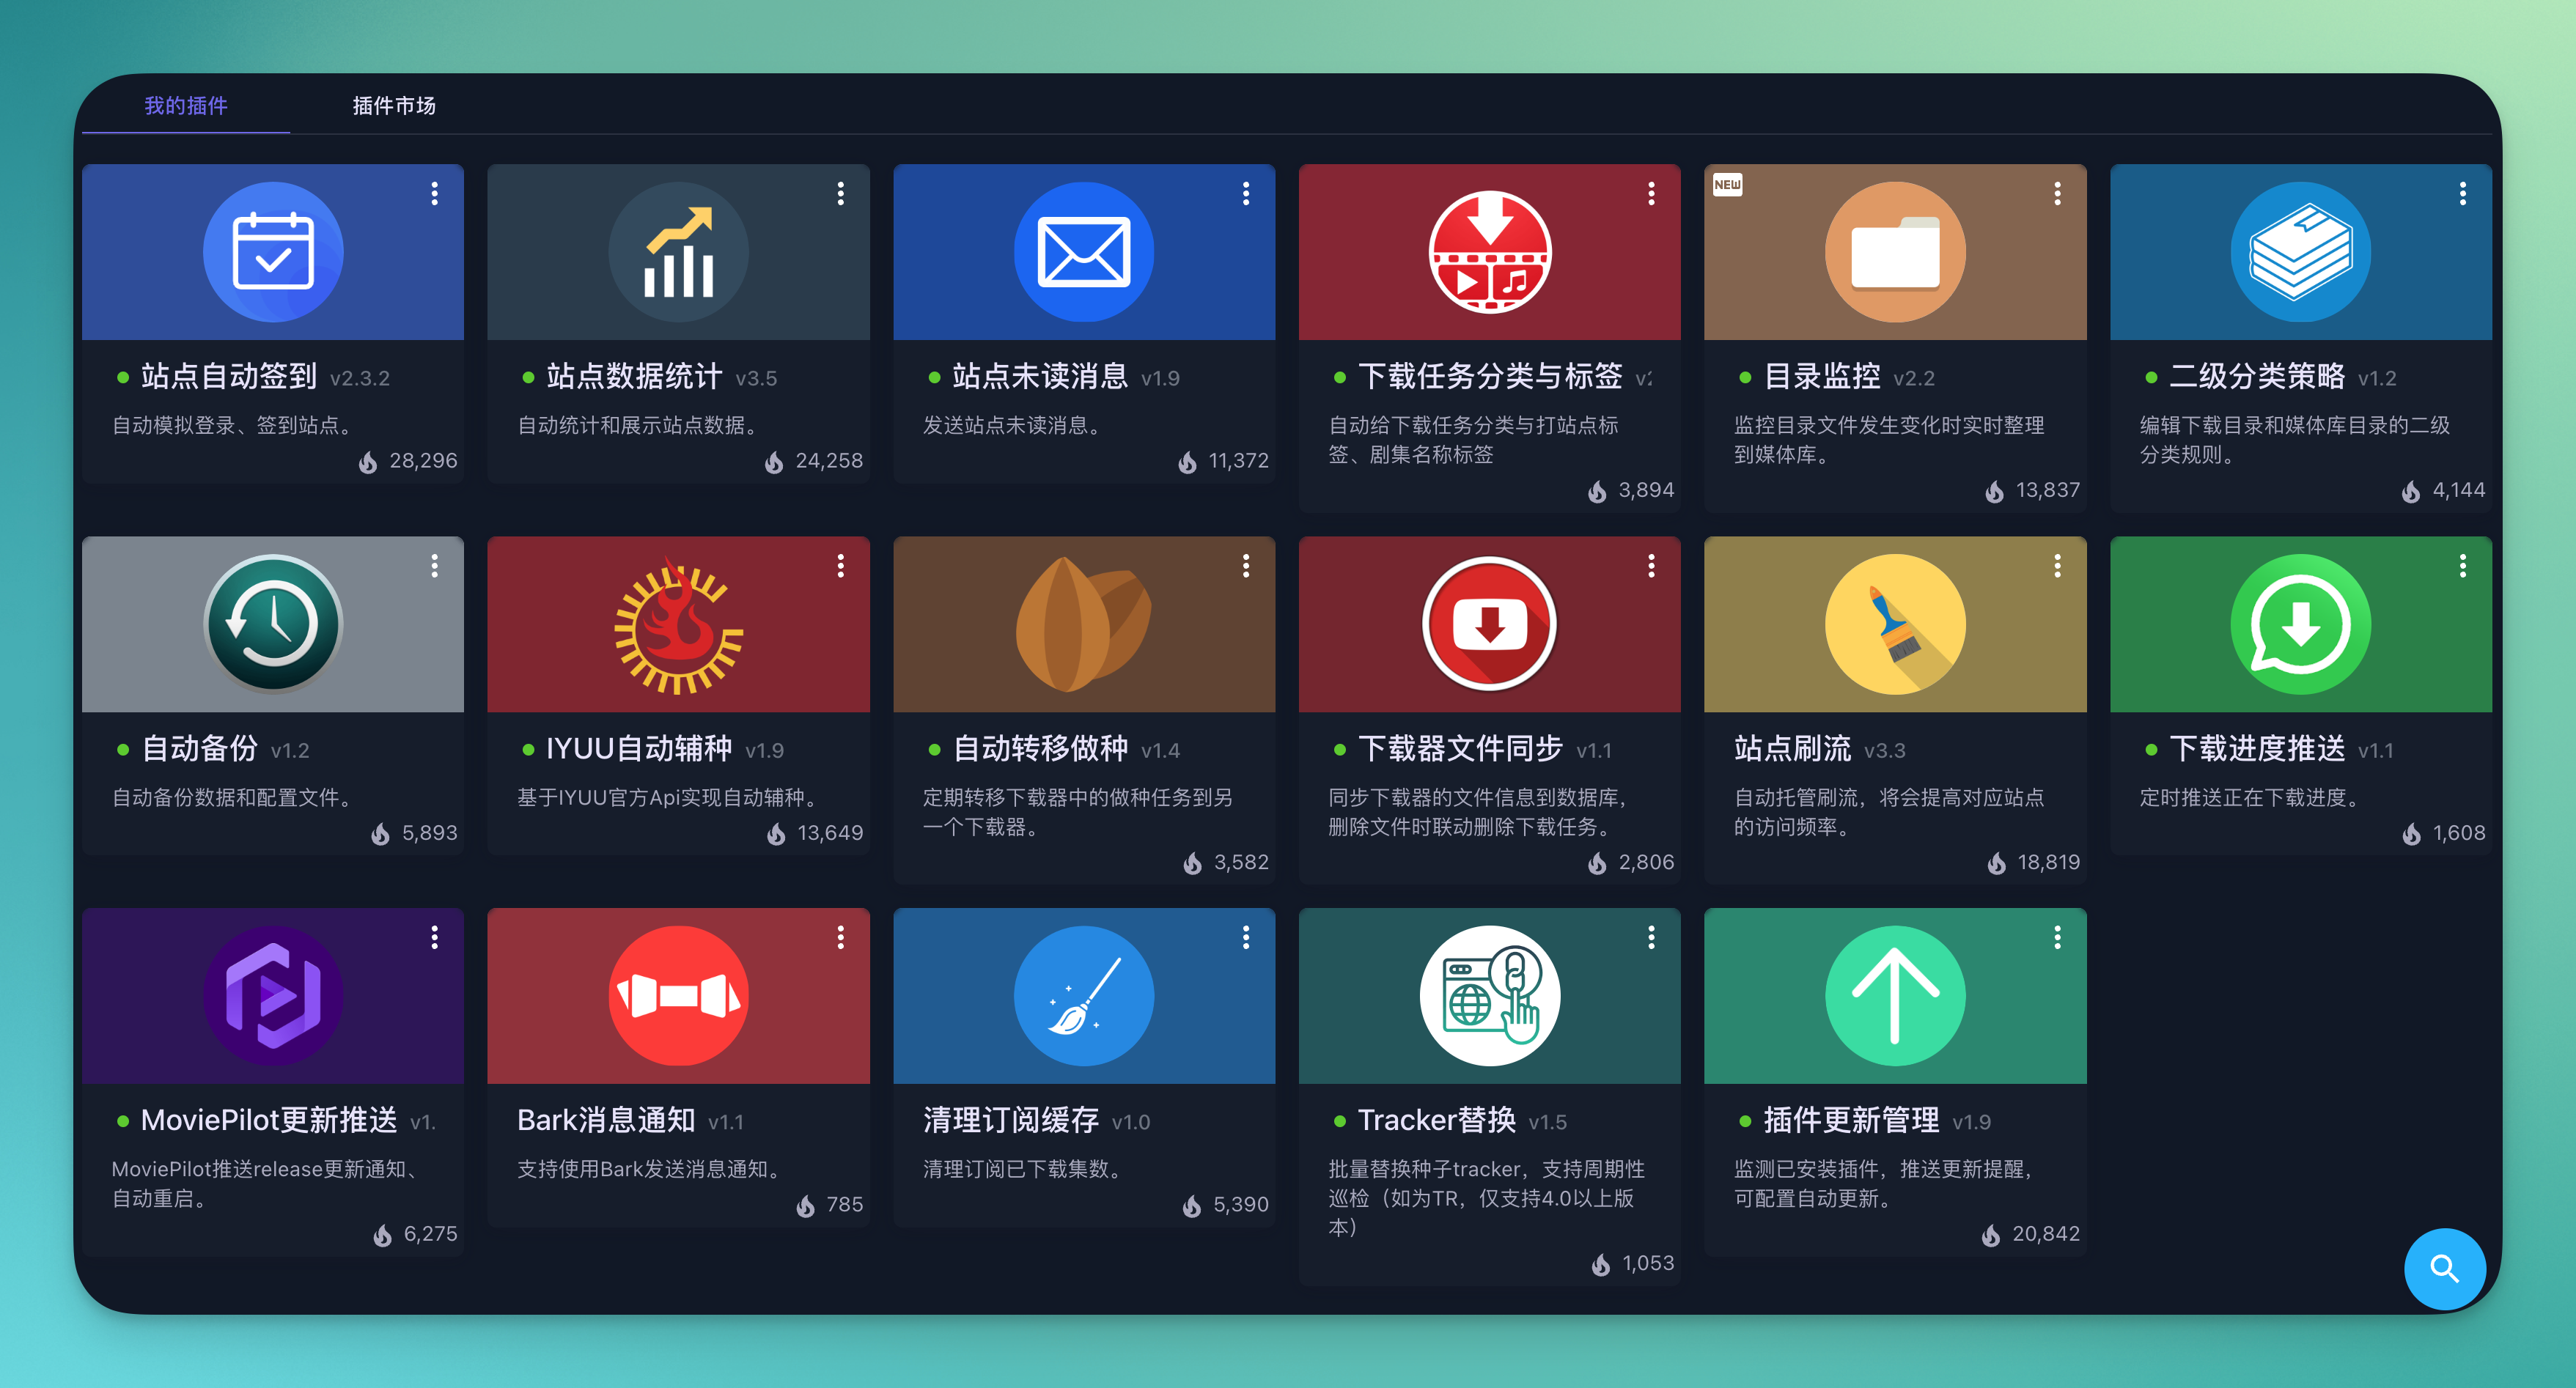 我的插件
插件市场
站点自动签到 v2.3.2
自动模拟登录、签到站点。
28,296
站点数据统计 v3.5
自动统计和展示站点数据。
24,258
站点未读消息 v1.9
发送站点未读消息。
11,372
下载任务分类与标签
自动给下载任务分类与打站点标
签、剧集名称标签
3,894
NEW
目录监控 v2.2
监控目录文件发生变化时实时整理
到媒体库。
13,837
二级分类策略 v1.2
编辑下载目录和媒体库目录的二级
分类规则。
4,144
自动备份 v1.2
自动备份数据和配置文件。
5,893
IYUU自动辅种 v1.9
基于IYUU官方Api实现自动辅种。
13,649
自动转移做种 v1.4
定期转移下载器中的做种任务到另
一个下载器。
3,582
下载器文件同步 v1.1
同步下载器的文件信息到数据库，
删除文件时联动删除下载任务。
2,806
站点刷流 v3.3
自动托管刷流，将会提高对应站点
的访问频率。
18,819
下载进度推送 v1.1
定时推送正在下载进度。
1,608
MoviePilot更新推送 v1.
MoviePilot推送release更新通知、
自动重启。
6,275
Bark消息通知 v1.1
支持使用Bark发送消息通知。
785
清理订阅缓存 v1.0
清理订阅已下载集数。
5,390
Tracker替换 v1.5
批量替换种子tracker，支持周期性
巡检（如为TR，仅支持4.0以上版
本）
1,053
插件更新管理 v1.9
监测已安装插件，推送更新提醒，
可配置自动更新。
20,842